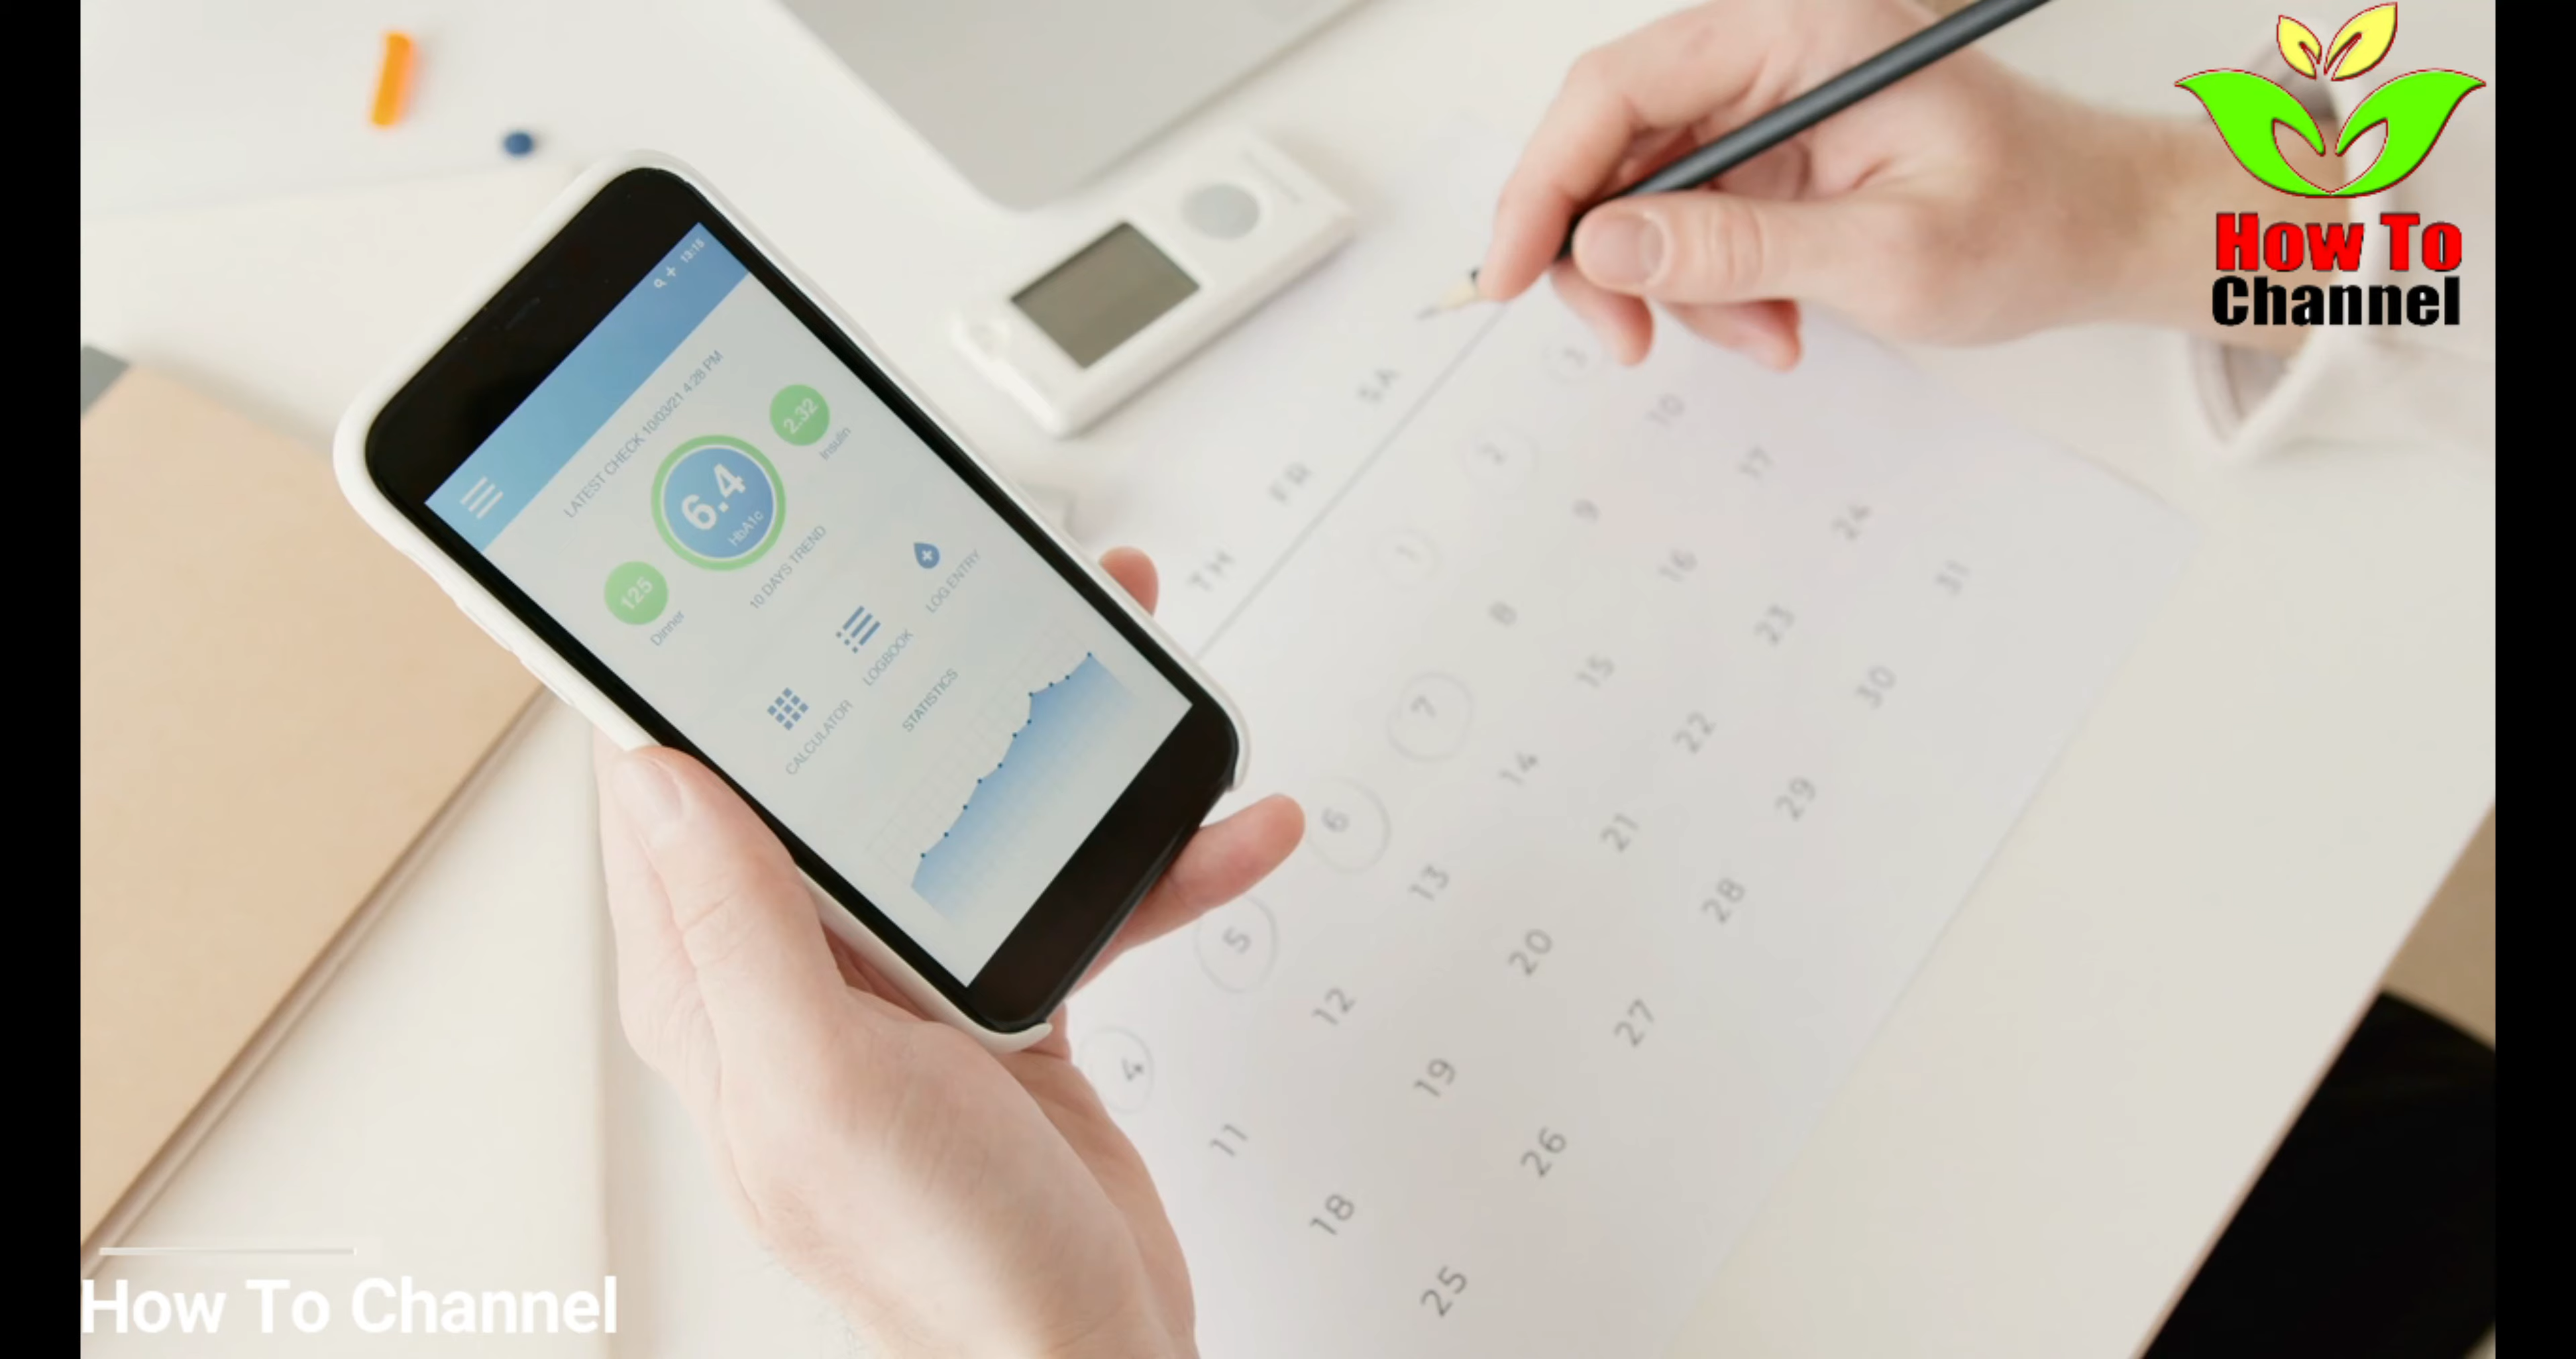 13:15
LATEST CHECK 10/03/21 4:28 PM
125
Dinner
6.4
HbA1c
2.32
Insulin
10 DAYS TREND
CALCULATOR
LOGBOOK
LOG ENTRY
STATISTICS
TH FR SA
1 2 3
4 5 6 7 8 9 10
11 12 13 14 15 16 17
18 19 20 21 22 23 24
25 26 27 28 29 30 31
How To
Channel
How To Channel